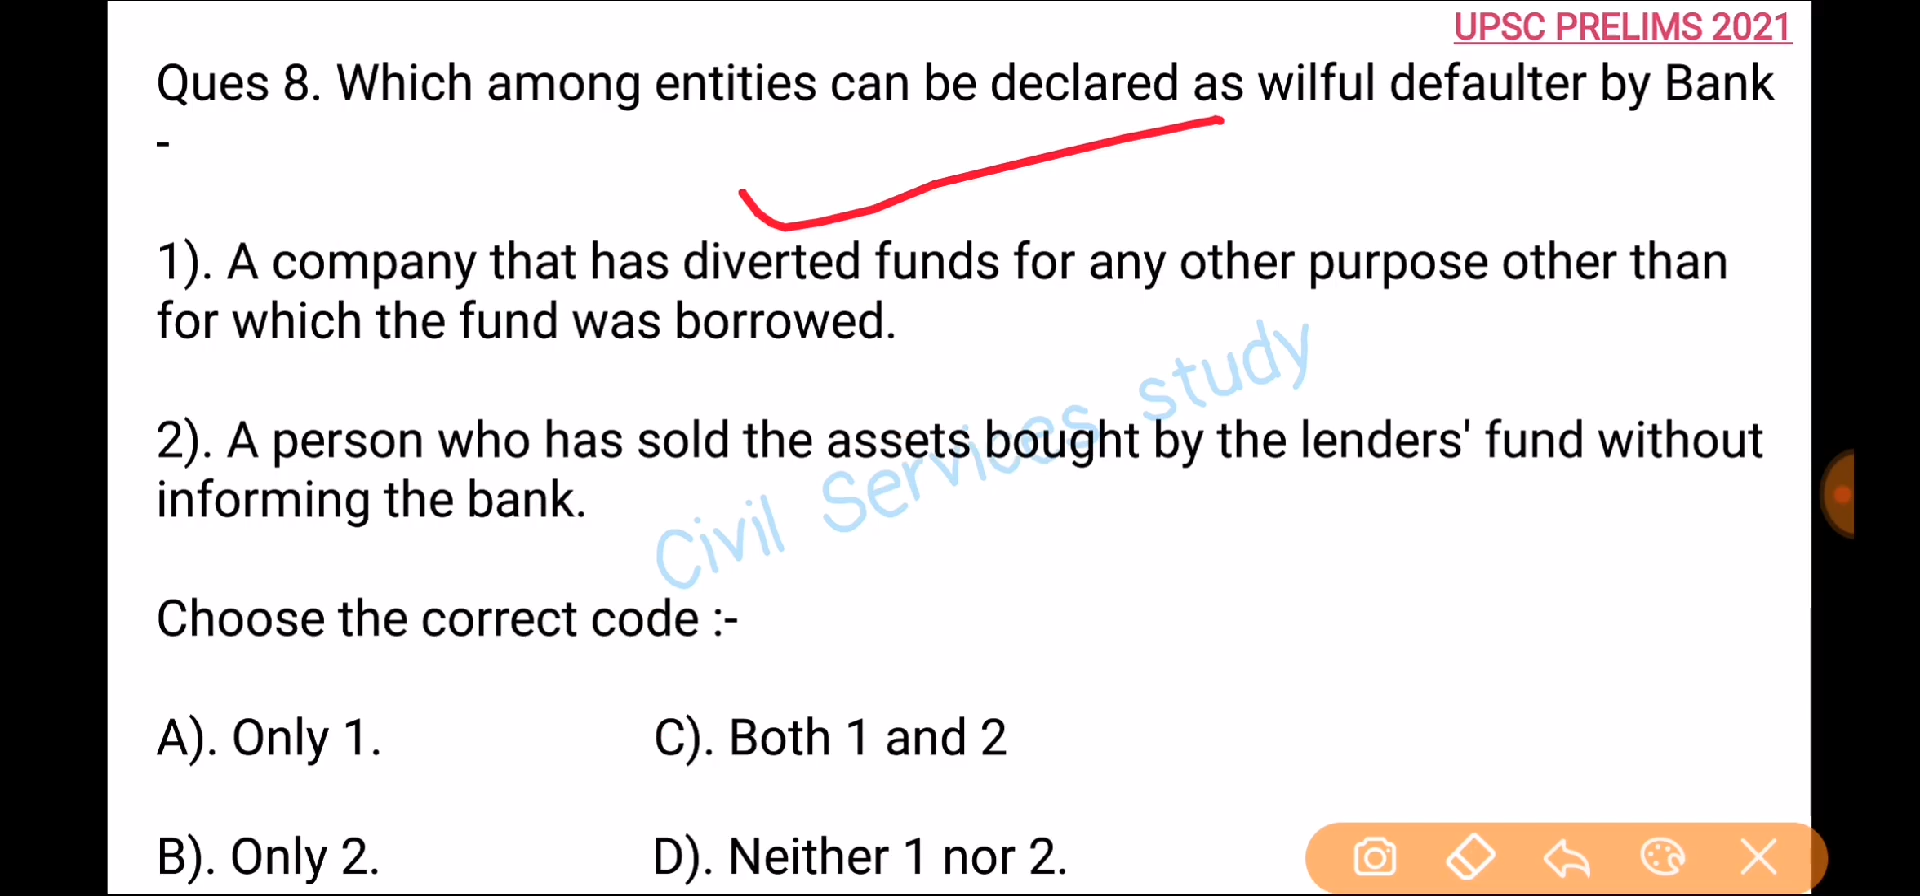 UPSC PRELIMS 2021
Ques 8. Which among entities can be declared as wilful defaulter by Bank
-
1). A company that has diverted funds for any other purpose other than
for which the fund was borrowed.
2). A person who has sold the assets bought by the lenders' fund without
informing the bank.
Civil Services study
Choose the correct code :-
A). Only 1.
C). Both 1 and 2
B). Only 2.
D). Neither 1 nor 2.